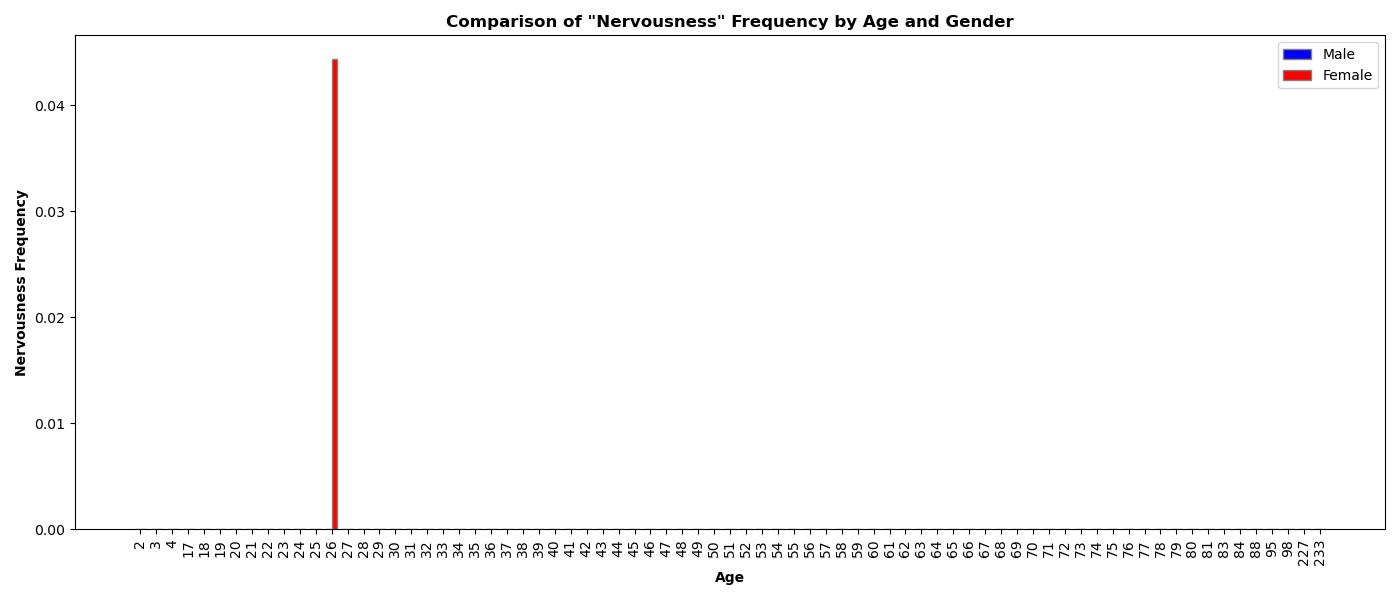 Comparison of "Nervousness" Frequency by Age and Gender
Male
Female
Nervousness Frequency
0.04
0.03
0.02
0.01
0.00
2 3 4 17 18 19 20 21 22 23 24 25 26 27 28 29 30 31 32 33 34 35 36 37 38 39 40 41 42 43 44 45 46 47 48 49 50 51 52 53 54 55 56 57 58 59 60 61 62 63 64 65 66 67 68 69 70 71 72 73 74 75 76 77 78 79 80 81 83 84 88 95 98 227 233
Age